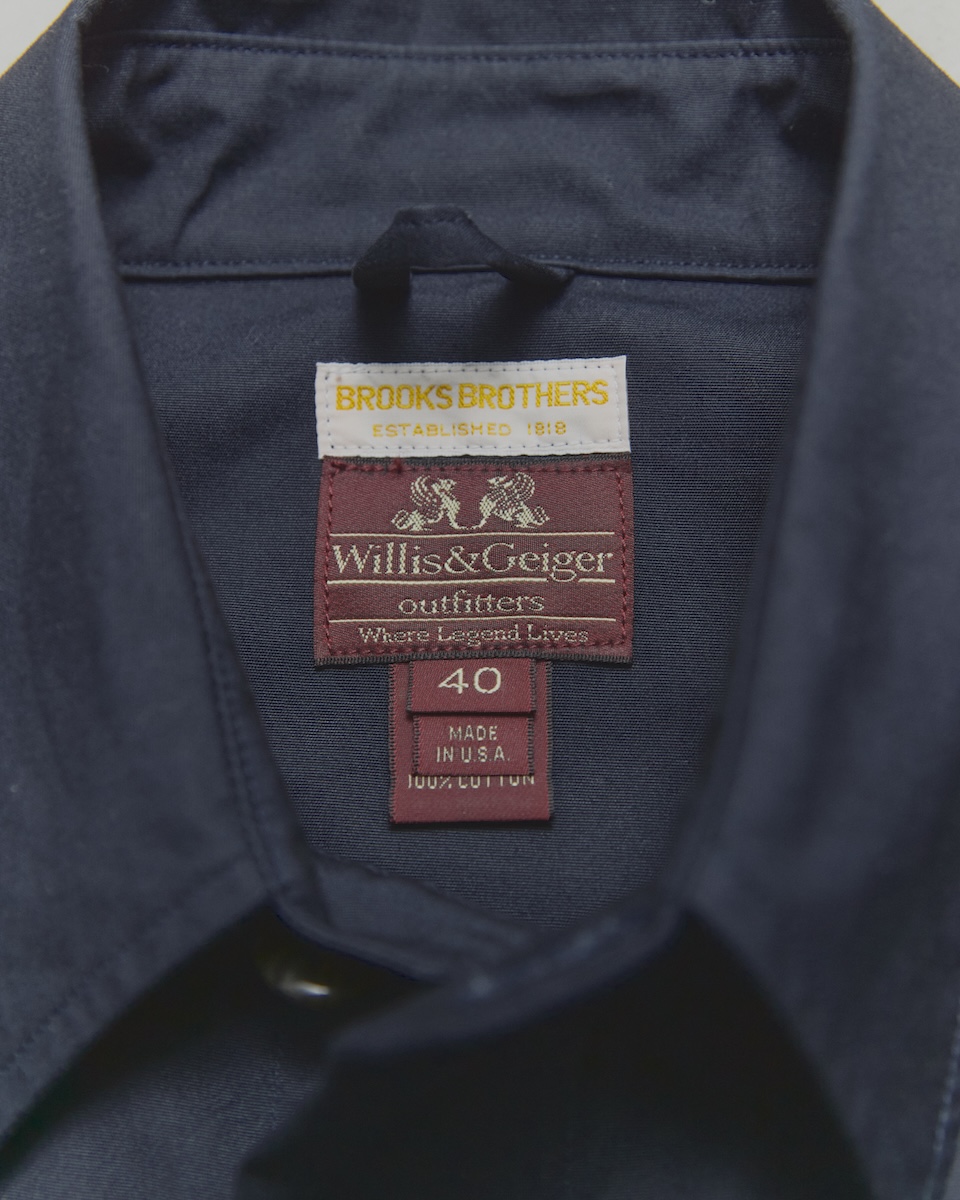 BROOKS BROTHERS
ESTABLISHED 1818
Willis&Geiger
outfitters
Where Legend Lives
40
MADE
IN U.S.A.
100% COTTON